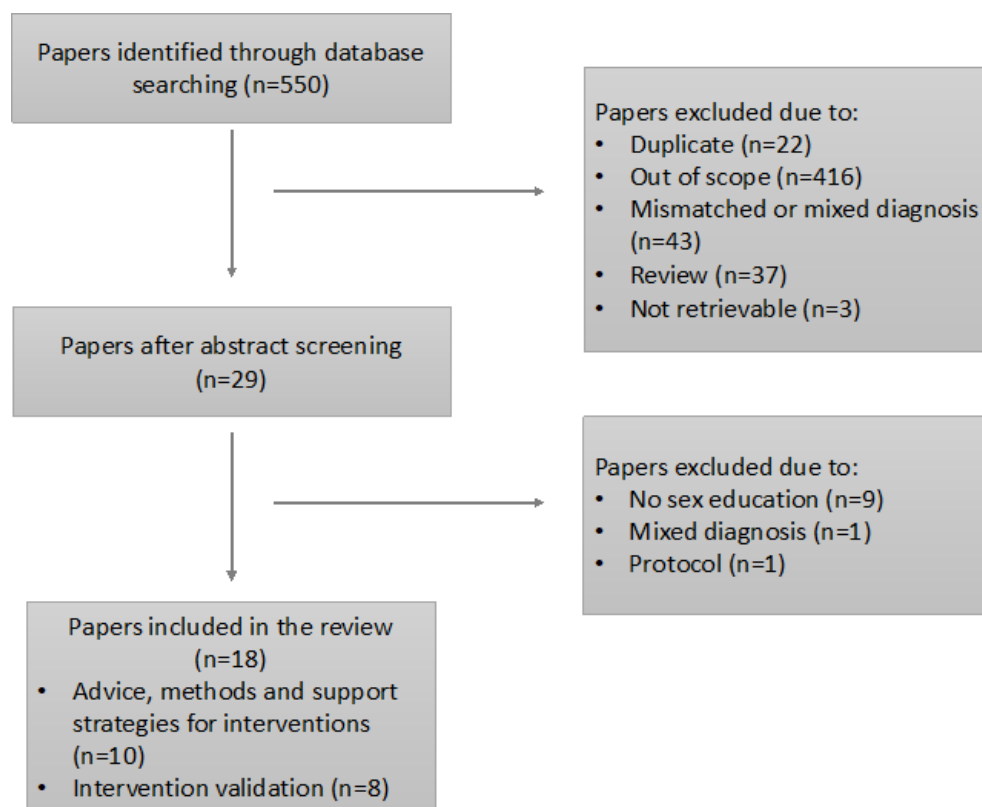 Papers identified through database
searching (n=550)
Papers excluded due to:
• Duplicate (n=22)
• Out of scope (n=416)
• Mismatched or mixed diagnosis
(n=43)
• Review (n=37)
• Not retrievable (n=3)
Papers after abstract screening
(n=29)
Papers excluded due to:
• No sex education (n=9)
• Mixed diagnosis (n=1)
• Protocol (n=1)
Papers included in the review
(n=18)
• Advice, methods and support
strategies for interventions
(n=10)
• Intervention validation (n=8)